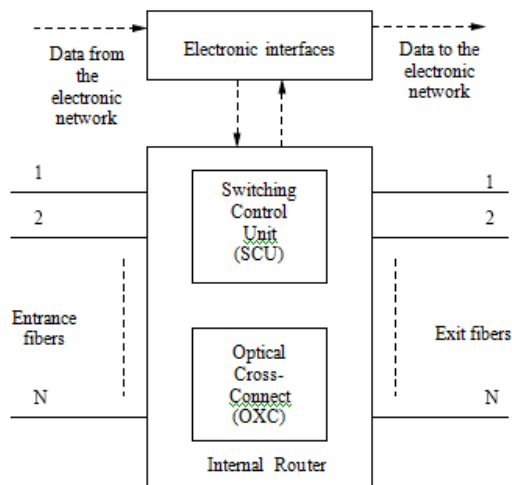 Data from
the
electronic
network
Electronic interfaces
Data to the
electronic
network
1
2
Entrance
fibers
N
Switching
Control
Unit
(SCU)
Optical
Cross-
Connect
(OXC)
Internal Router
1
2
Exit fibers
N